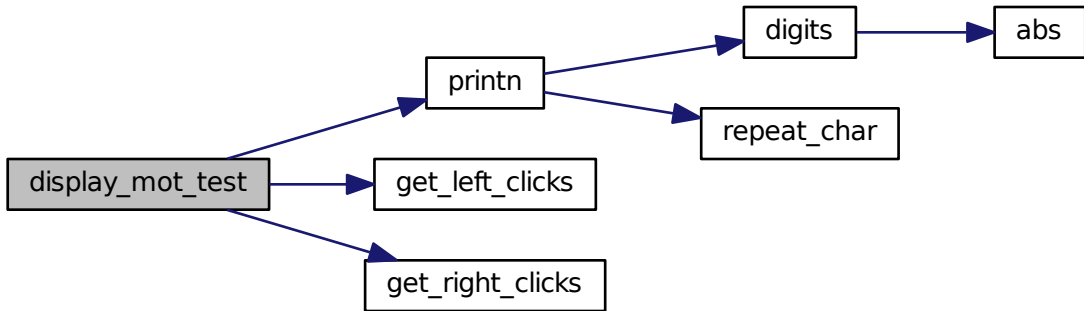 digits
abs
printn
repeat_char
display_mot_test
get_left_clicks
get_right_clicks